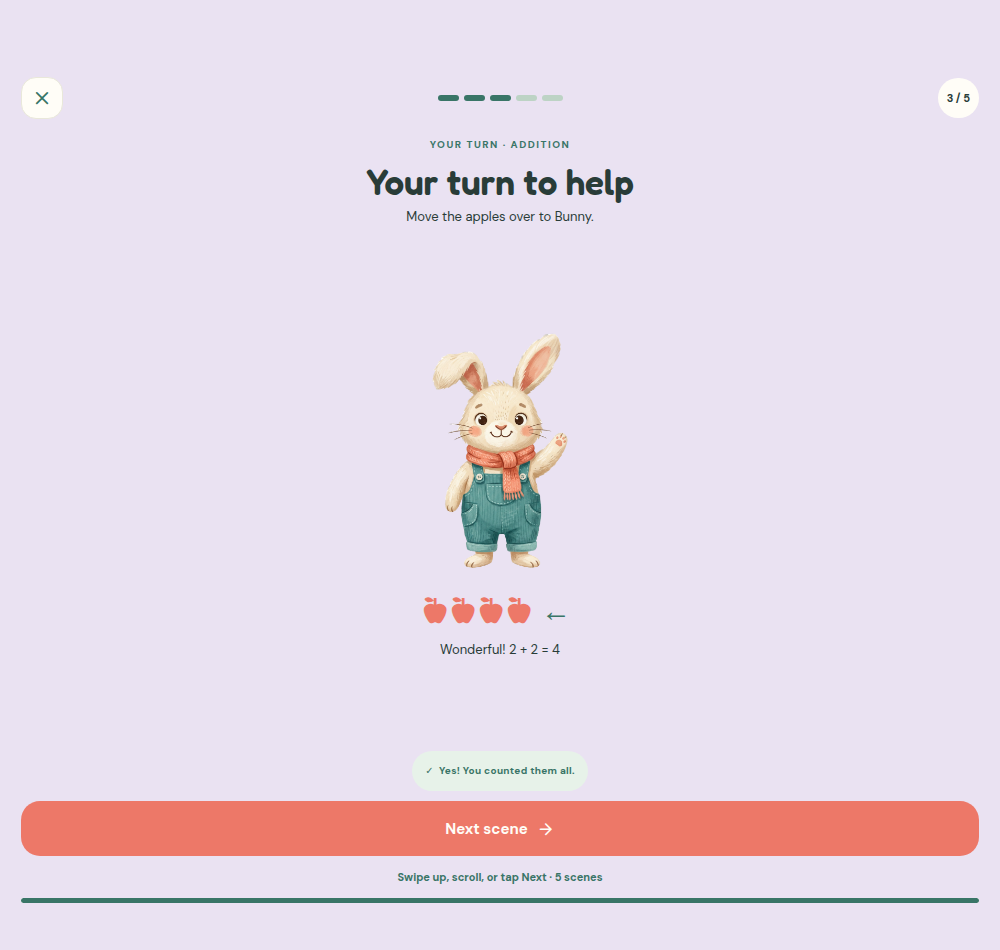 3 / 5
YOUR TURN · ADDITION
Your turn to help
Move the apples over to Bunny.
←
Wonderful! 2 + 2 = 4
✓ Yes! You counted them all.
Next scene →
Swipe up, scroll, or tap Next · 5 scenes